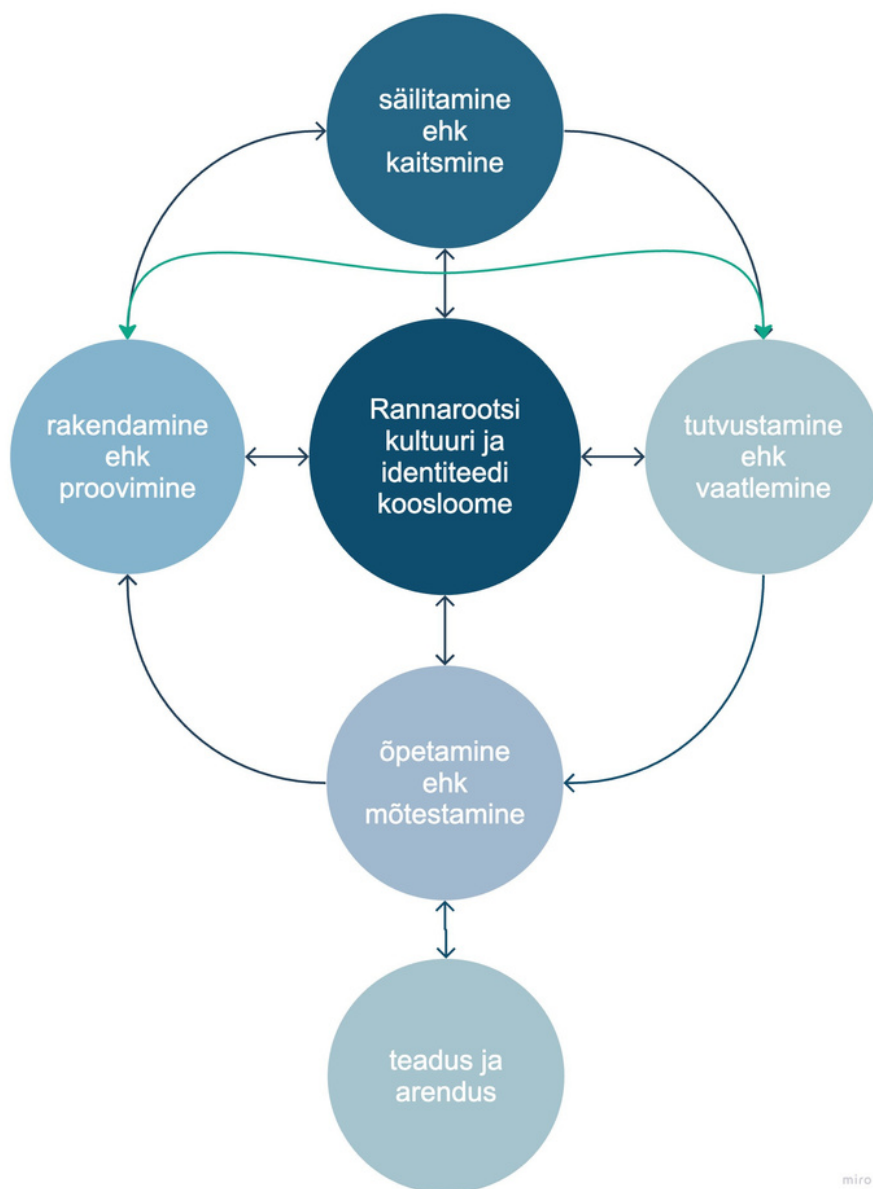 säilitamine
ehk
kaitsmine
rakendamine
ehk
proovimine
Rannarootsi
kultuuri ja
identiteedi
koosloome
tutvustamine
ehk
vaatlemine
õpetamine
ehk
mõtestamine
teadus ja
arendus
miro